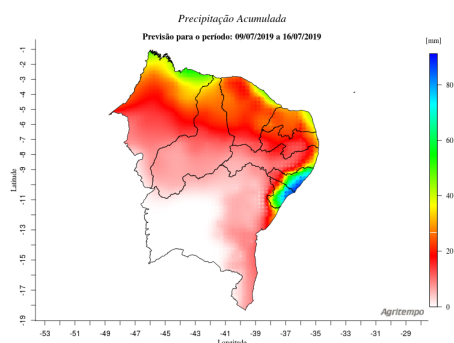 Precipitação Acumulada
Previsão para o período: 09/07/2019 a 16/07/2019
[mm]
-1
-3
-4
-5
-7
-8
-9
-11
-13
-15
-17
-19
Latitude
80
60
40
20
0
Agritempo
-53 -51 -49 -47 -45 -43 -41 -39 -37 -35 -33 -31 -29
Longitude